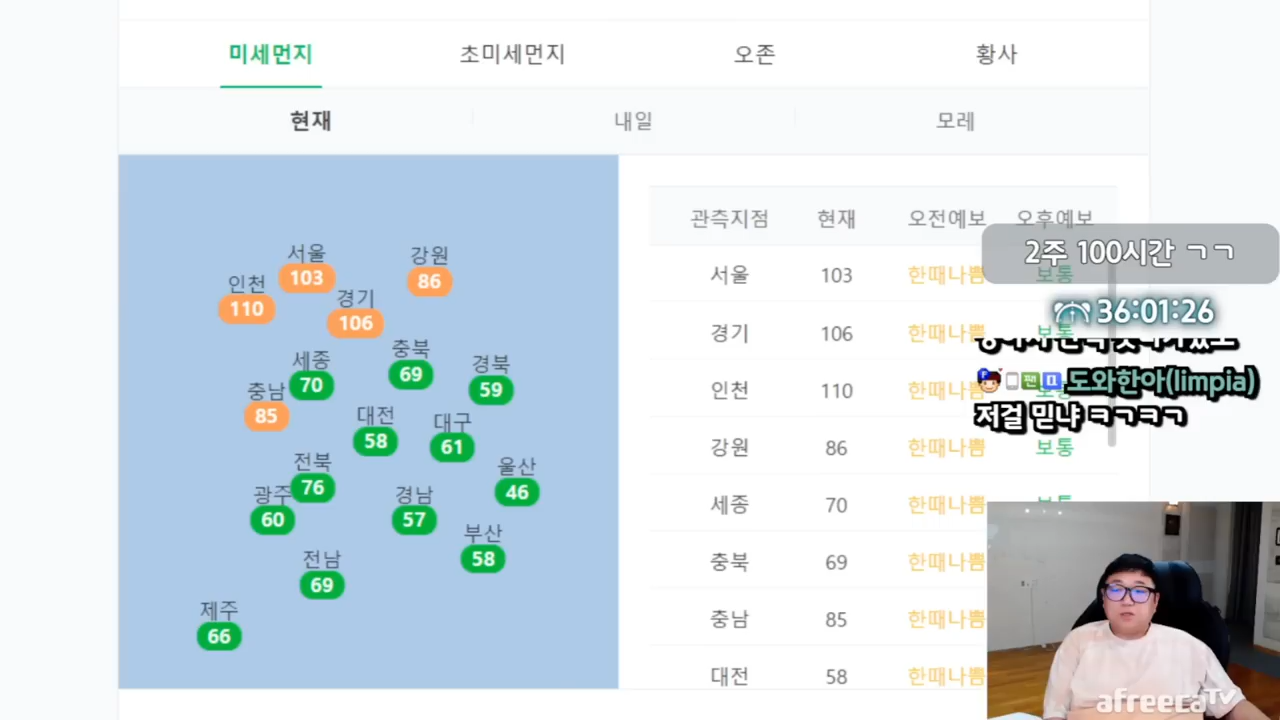 미세먼지 초미세먼지 오존 황사
현재 내일 모레
서울
103
강원
86
인천
110
경기
106
충북
69
세종
70
경북
59
충남
85
대전
58
대구
61
전북
76
울산
46
광주
60
경남
57
부산
58
전남
69
제주
66
관측지점 현재 오전예보 오후예보
서울 103 한때나쁨 보통
경기 106 한때나쁨 보통
인천 110 한때나쁨
강원 86 한때나쁨 보통
세종 70 한때나쁨 보통
충북 69 한때나쁨
충남 85 한때나쁨
대전 58 한때나쁨
2주 100시간 ㄱㄱ
36:01:26
도와한아(limpia)
저걸 믿냐 ㅋㄱㅋㄱ
afreecaTV